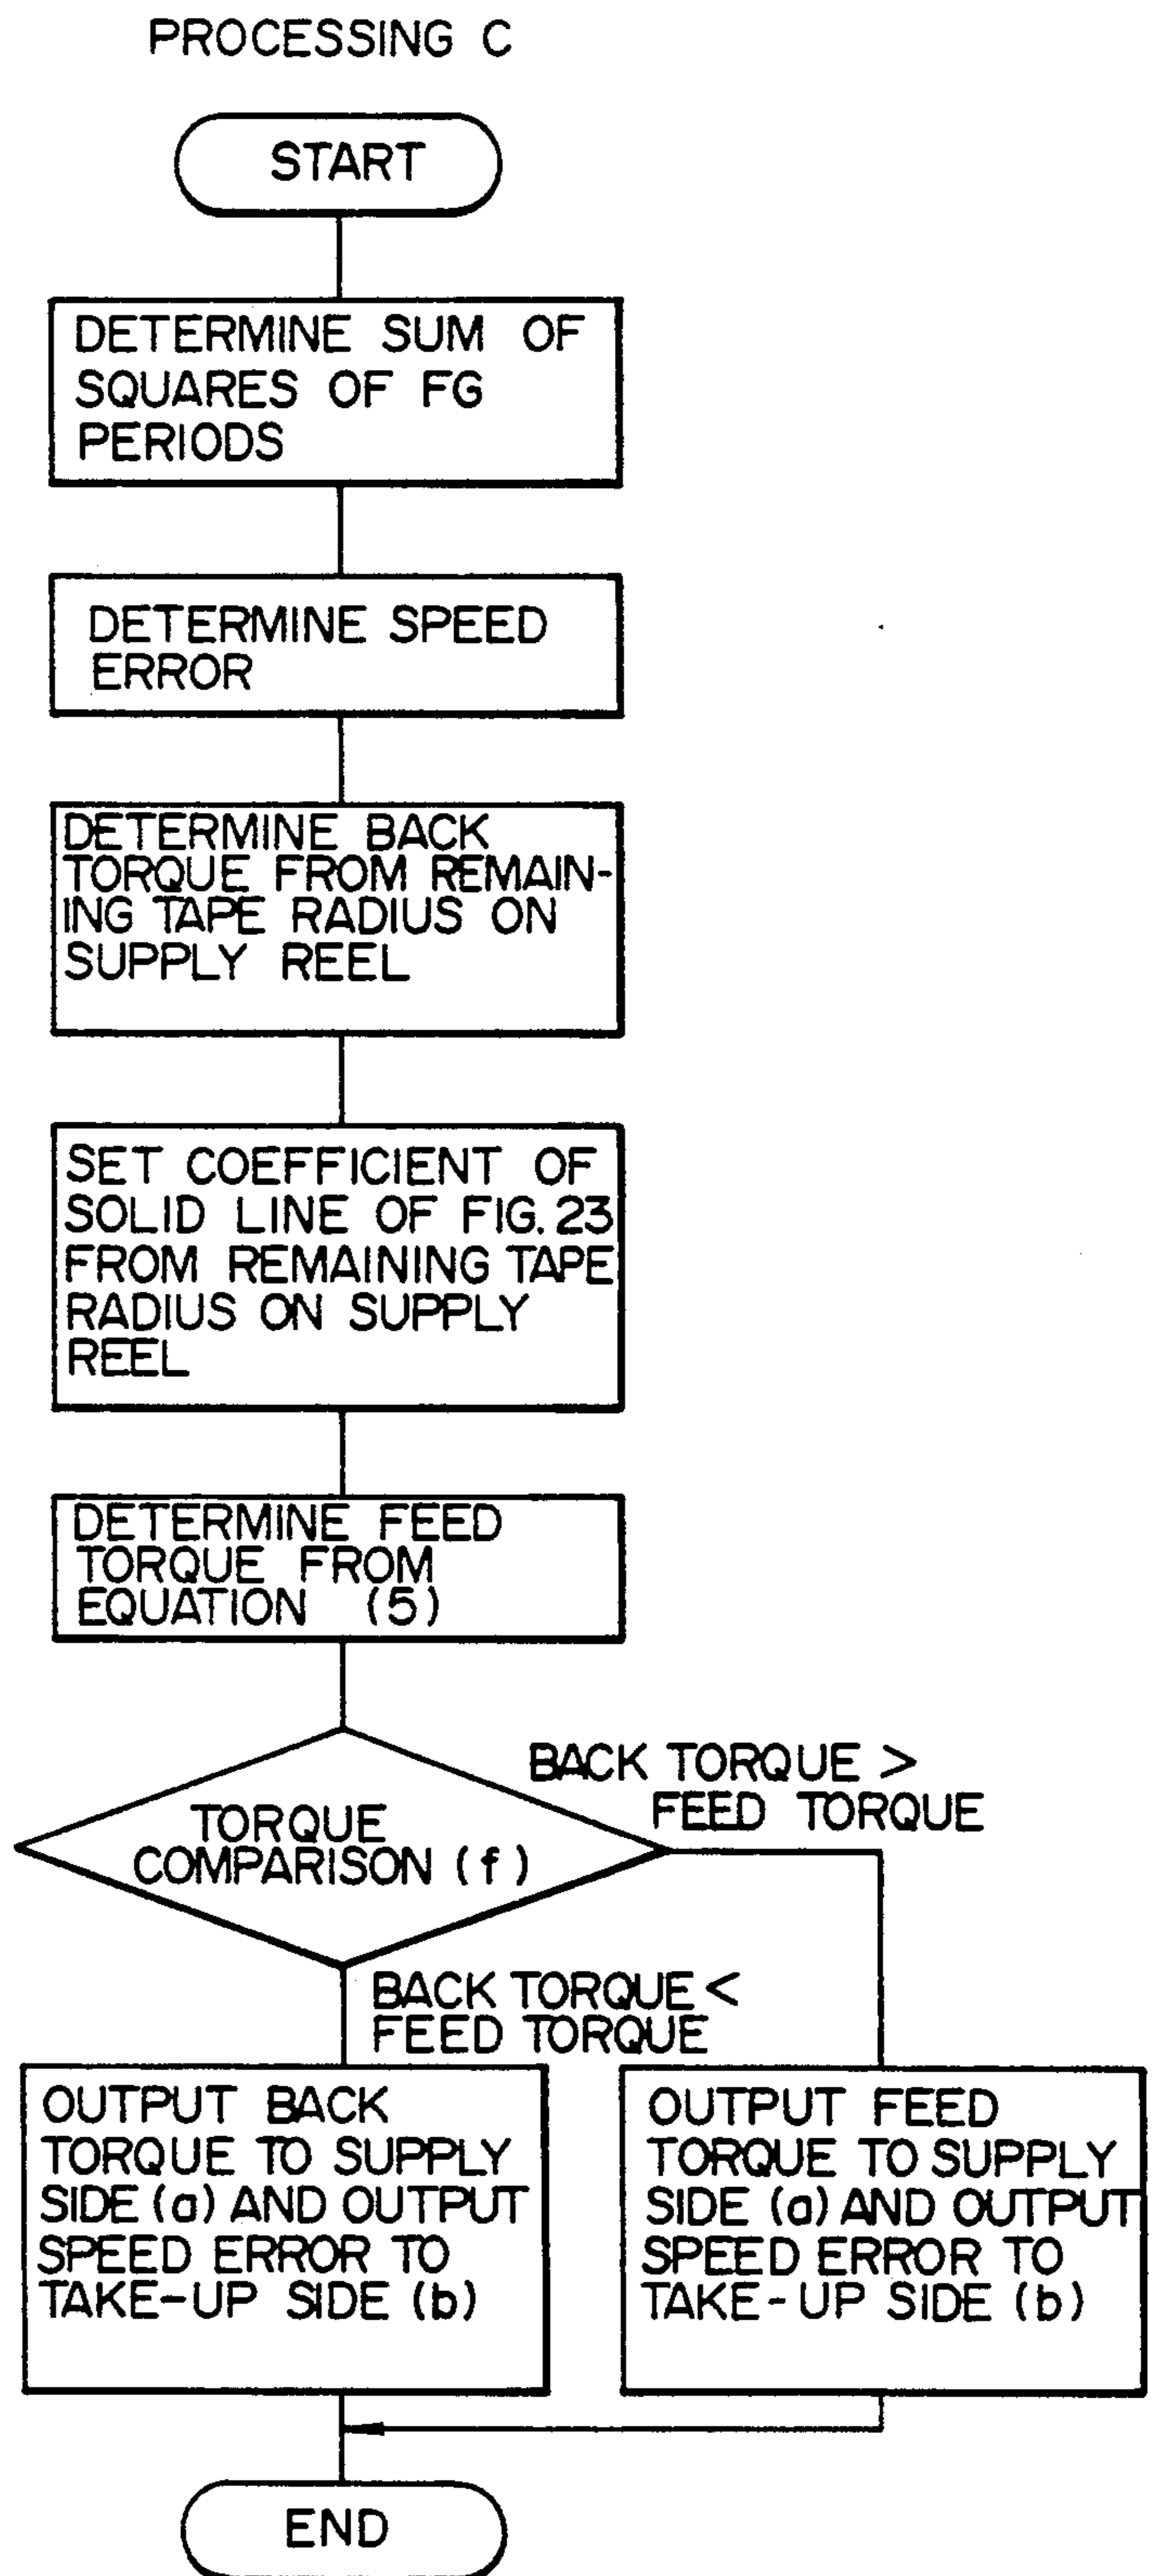 PROCESSING C
START
DETERMINE SUM OF
SQUARES OF FG
PERIODS
DETERMINE SPEED
ERROR
DETERMINE BACK
TORQUE FROM REMAIN-
ING TAPE RADIUS ON
SUPPLY REEL
SET COEFFICIENT OF
SOLID LINE OF FIG. 23
FROM REMAINING TAPE
RADIUS ON SUPPLY
REEL
DETERMINE FEED
TORQUE FROM
EQUATION (5)
TORQUE
COMPARISON (f)
BACK TORQUE >
FEED TORQUE
BACK TORQUE <
FEED TORQUE
OUTPUT BACK
TORQUE TO SUPPLY
SIDE (a) AND OUTPUT
SPEED ERROR TO
TAKE-UP SIDE (b)
OUTPUT FEED
TORQUE TO SUPPLY
SIDE (a) AND OUTPUT
SPEED ERROR TO
TAKE-UP SIDE (b)
END